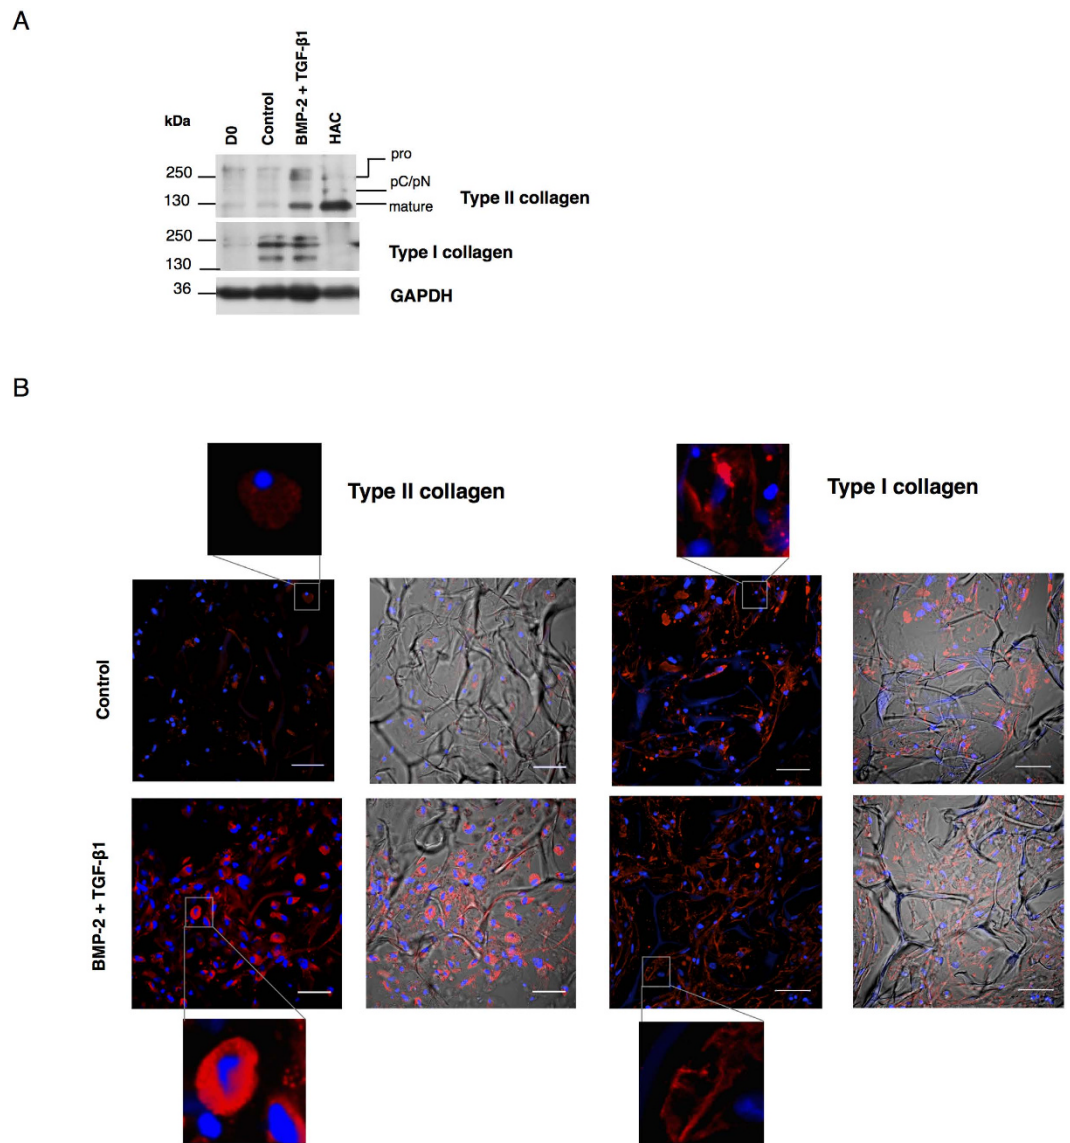 A
kDa
D0
Control
BMP-2 + TGF-β1
HAC
250
130
pro
pC/pN
mature
Type II collagen
250
130
Type I collagen
36
GAPDH
B
Type II collagen
Type I collagen
Control
BMP-2 + TGF-β1